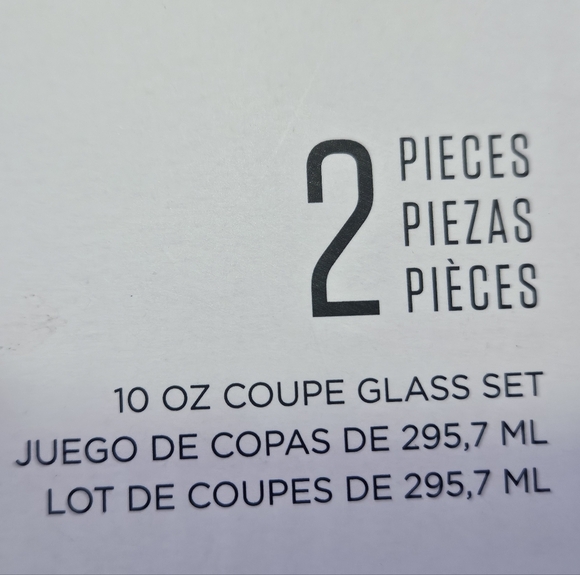 2 PIECES
PIEZAS
PIÈCES
10 OZ COUPE GLASS SET
JUEGO DE COPAS DE 295,7 ML
LOT DE COUPES DE 295,7 ML